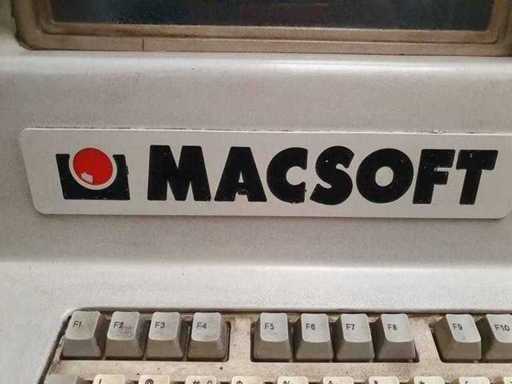 MACSOFT
F1 F2 F3 F4 F5 F6 F7 F8 F9 F10
! @ # $ % &